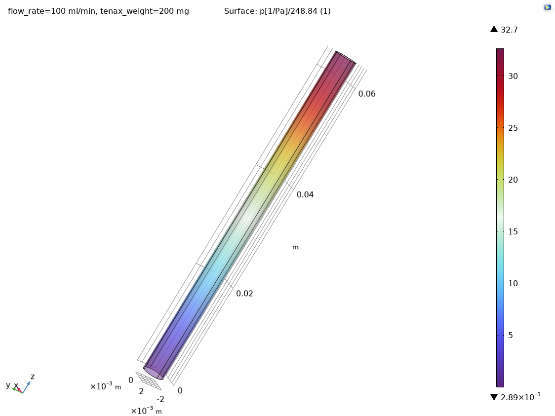 flow_rate=100 ml/min, tenax_weight=200 mg Surface: p[1/Pa]/248.84 (1)
▲ 32.7
30
0.06
25
20
0.04
15
m
10
0.02
5
z
y x
0
×10⁻³ m
2
0
-2
×10⁻³ m
▼ 2.89×10